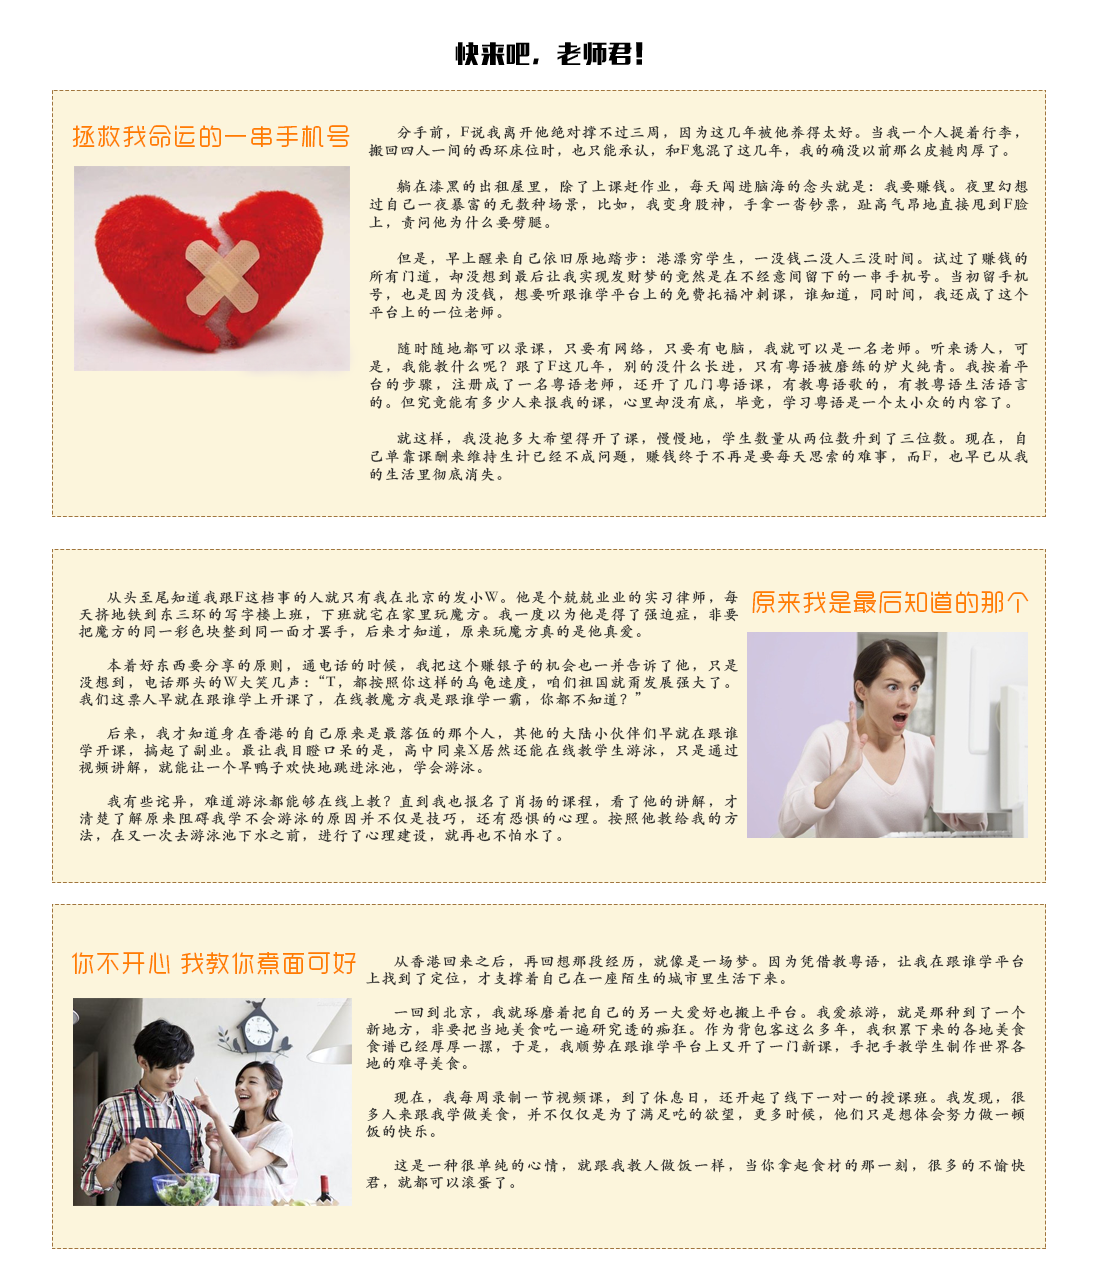 快来吧，老师君！
拯救我命运的一串手机号
分手前，F说我离开他绝对撑不过三周，因为这几年被他养得太好。当我一个人提着行李，
搬回四人一间的西环床位时，也只能承认，和F鬼混了这几年，我的确没以前那么皮糙肉厚了。
躺在漆黑的出租屋里，除了上课赶作业，每天闯进脑海的念头就是：我要赚钱。夜里幻想
过自己一夜暴富的无数种场景，比如，我变身股神，手拿一沓钞票，趾高气昂地直接甩到F脸
上，责问他为什么要劈腿。
但是，早上醒来自己依旧原地踏步：港漂穷学生，一没钱二没人三没时间。试过了赚钱的
所有门道，却没想到最后让我实现发财梦的竟然是在不经意间留下的一串手机号。当初留手机
号，也是因为没钱，想要听跟谁学平台上的免费托福冲刺课，谁知道，同时间，我还成了这个
平台上的一位老师。
随时随地都可以录课，只要有网络，只要有电脑，我就可以是一名老师。听来诱人，可
是，我能教什么呢？跟了F这几年，别的没什么长进，只有粤语被磨练的炉火纯青。我按着平
台的步骤，注册成了一名粤语老师，还开了几门粤语课，有教粤语歌的，有教粤语生活语言
的。但究竟能有多少人来报我的课，心里却没有底，毕竟，学习粤语是一个太小众的内容了。
就这样，我没抱多大希望得开了课，慢慢地，学生数量从两位数升到了三位数。现在，自
己单靠课酬来维持生计已经不成问题，赚钱终于不再是要每天思索的难事，而F，也早已从我
的生活里彻底消失。
原来我是最后知道的那个
从头至尾知道我跟F这档事的人就只有我在北京的发小W。他是个兢兢业业的实习律师，每
天挤地铁到东三环的写字楼上班，下班就宅在家里玩魔方。我一度以为他是得了强迫症，非要
把魔方的同一彩色块整到同一面才罢手，后来才知道，原来玩魔方真的是他真爱。
本着好东西要分享的原则，通电话的时候，我把这个赚银子的机会也一并告诉了他，只是
没想到，电话那头的W大笑几声：“T，都按照你这样的乌龟速度，咱们祖国就甭发展强大了。
我们这票人早就在跟谁学上开课了，在线教魔方我是跟谁学一霸，你都不知道？”
后来，我才知道身在香港的自己原来是最落伍的那个人，其他的大陆小伙伴们早就在跟谁
学开课，搞起了副业。最让我目瞪口呆的是，高中同桌X居然还能在线教学生游泳，只是通过
视频讲解，就能让一个旱鸭子欢快地跳进泳池，学会游泳。
我有些诧异，难道游泳都能够在线上教？直到我也报名了肖扬的课程，看了他的讲解，才
清楚了解原来阻碍我学不会游泳的原因并不仅是技巧，还有恐惧的心理。按照他教给我的方
法，在又一次去游泳池下水之前，进行了心理建设，就再也不怕水了。
你不开心 我教你煮面可好
从香港回来之后，再回想那段经历，就像是一场梦。因为凭借教粤语，让我在跟谁学平台
上找到了定位，才支撑着自己在一座陌生的城市里生活下来。
一回到北京，我就琢磨着把自己的另一大爱好也搬上平台。我爱旅游，就是那种到了一个
新地方，非要把当地美食吃一遍研究透的痴狂。作为背包客这么多年，我积累下来的各地美食
食谱已经厚厚一摞，于是，我顺势在跟谁学平台上又开了一门新课，手把手教学生制作世界各
地的难寻美食。
现在，我每周录制一节视频课，到了休息日，还开起了线下一对一的授课班。我发现，很
多人来跟我学做美食，并不仅仅是为了满足吃的欲望，更多时候，他们只是想体会努力做一顿
饭的快乐。
这是一种很单纯的心情，就跟我教人做饭一样，当你拿起食材的那一刻，很多的不愉快
君，就都可以滚蛋了。